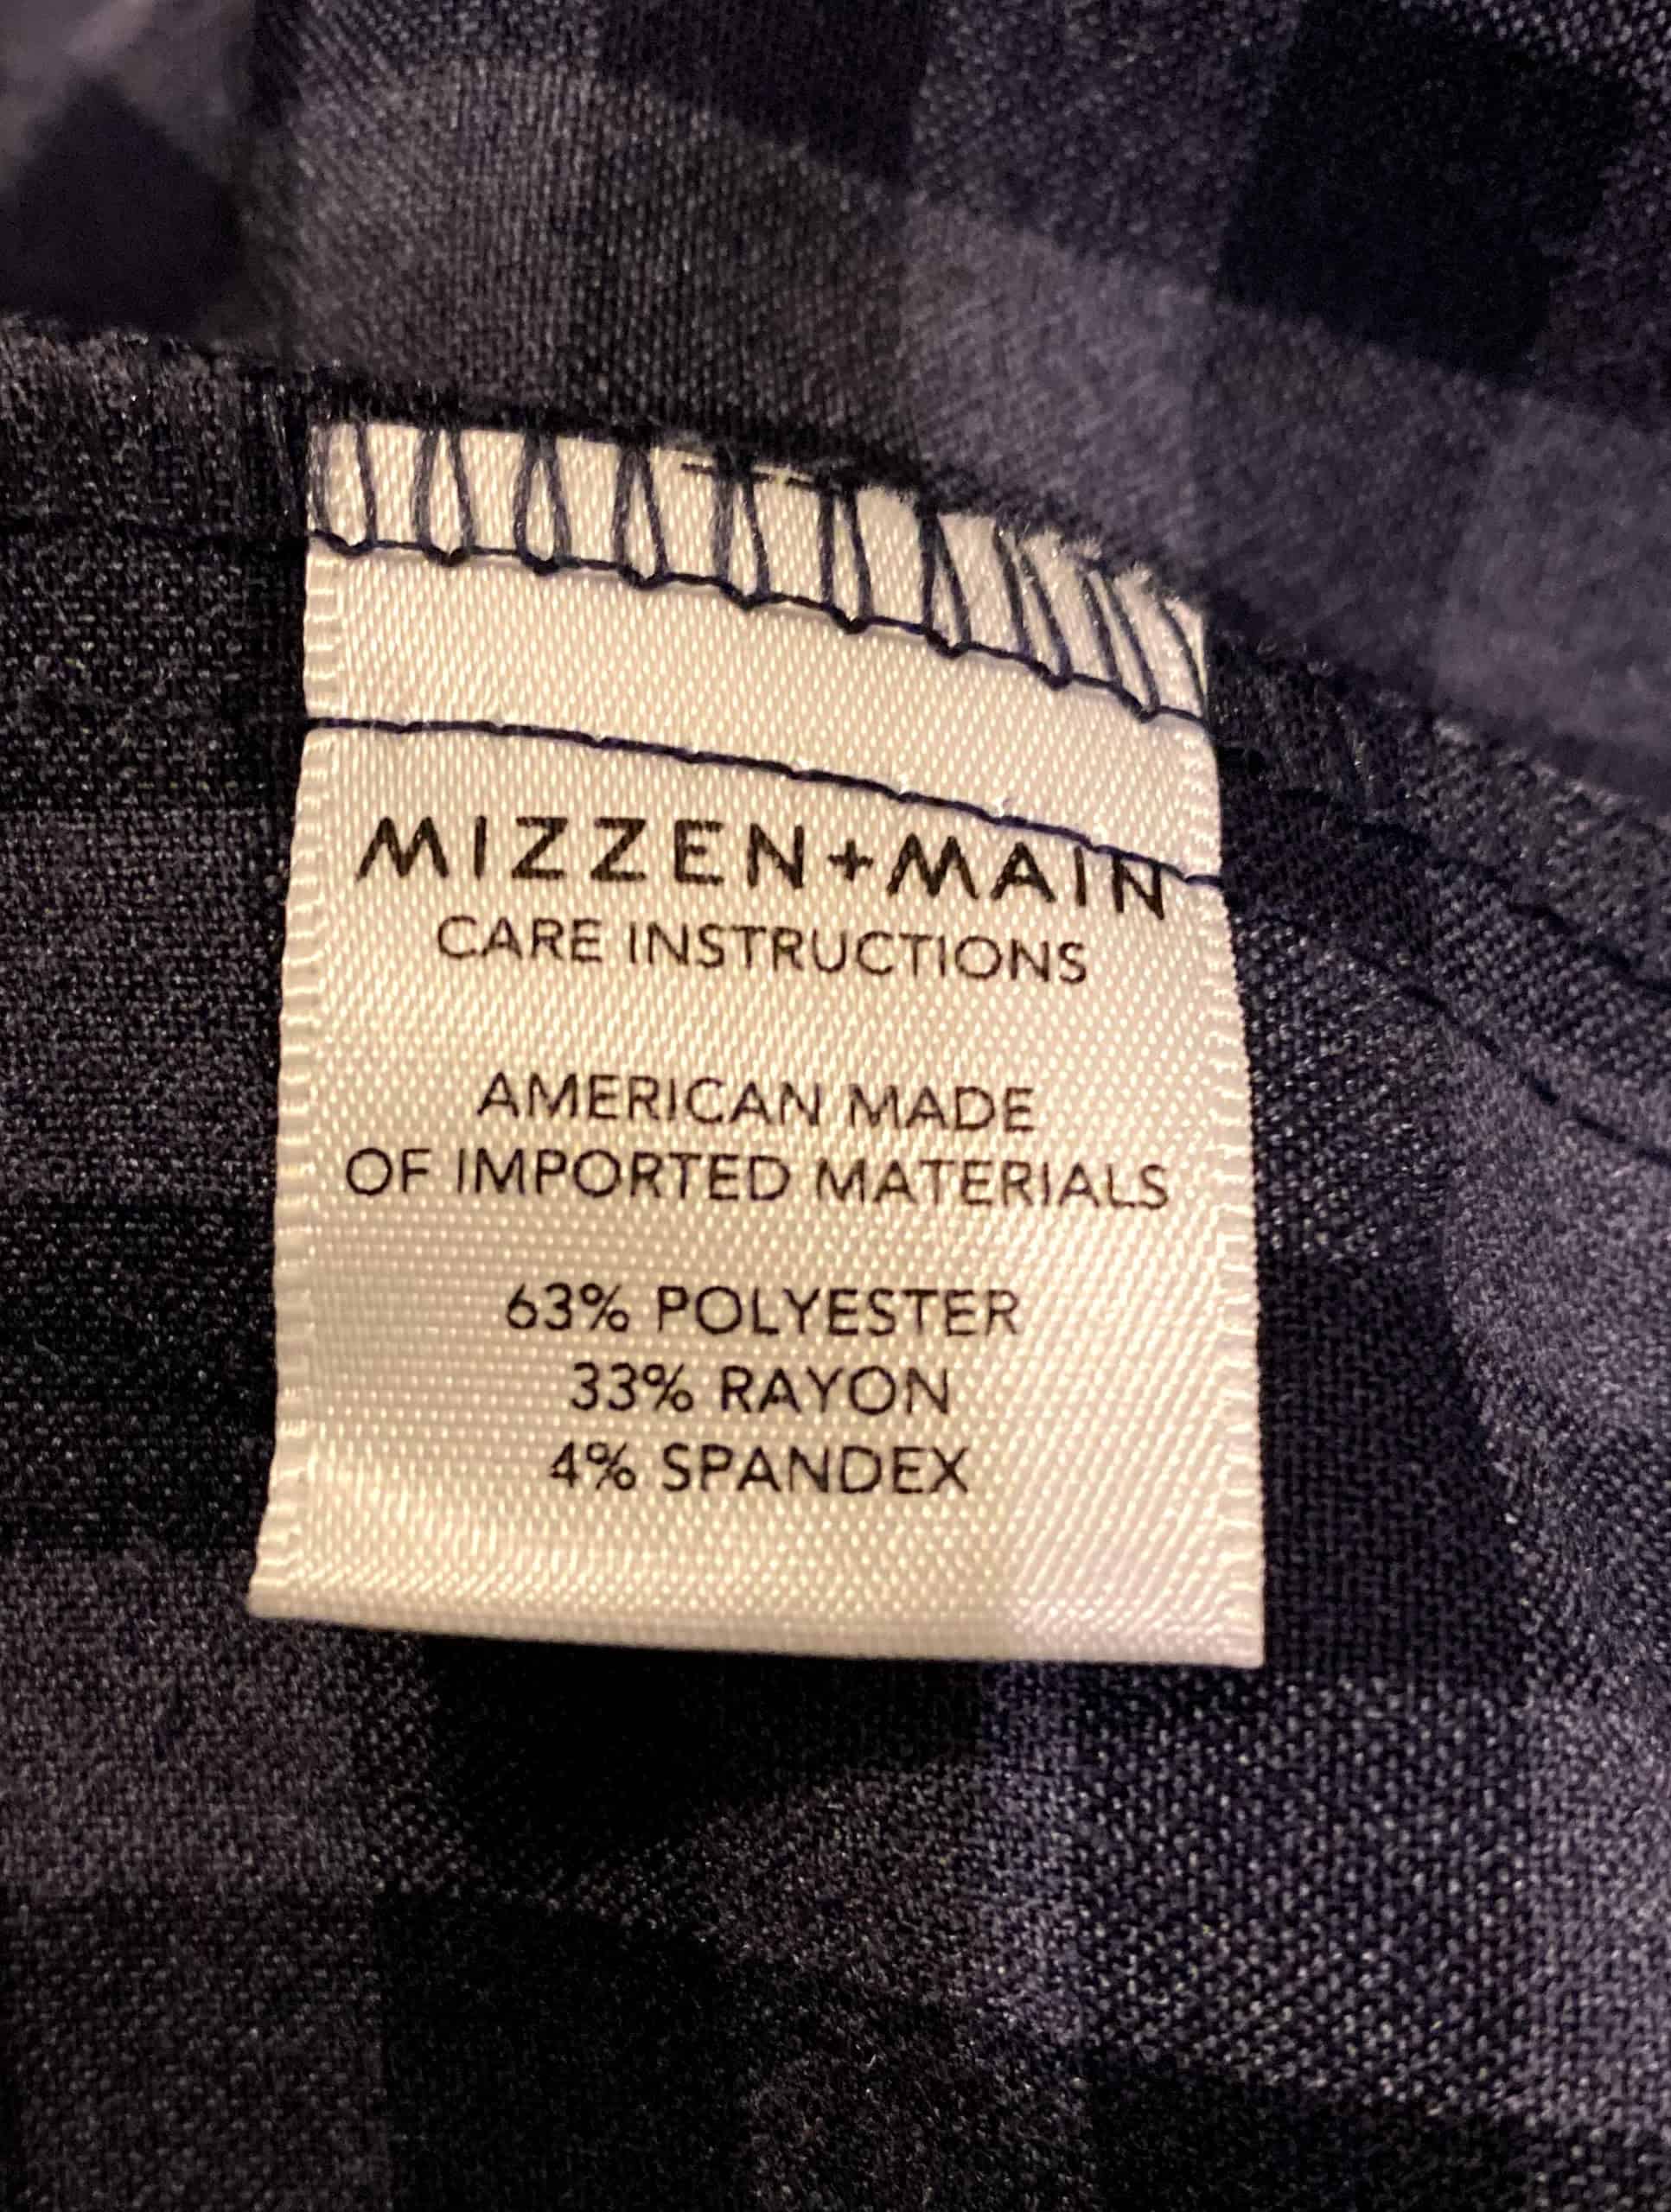 MIZZEN+MAIN
CARE INSTRUCTIONS
AMERICAN MADE
OF IMPORTED MATERIALS
63% POLYESTER
33% RAYON
4% SPANDEX